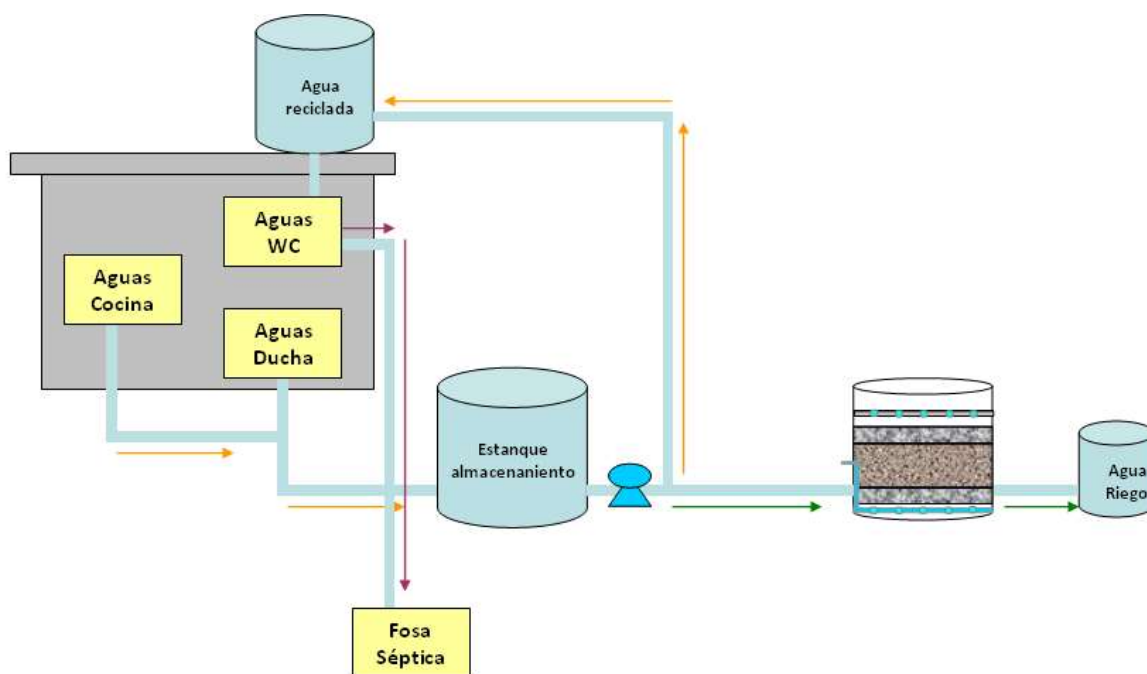 Agua
reciclada
Aguas
WC
Aguas
Cocina
Aguas
Ducha
Estanque
almacenaniento
Agua
Riego
Fosa
Séptica